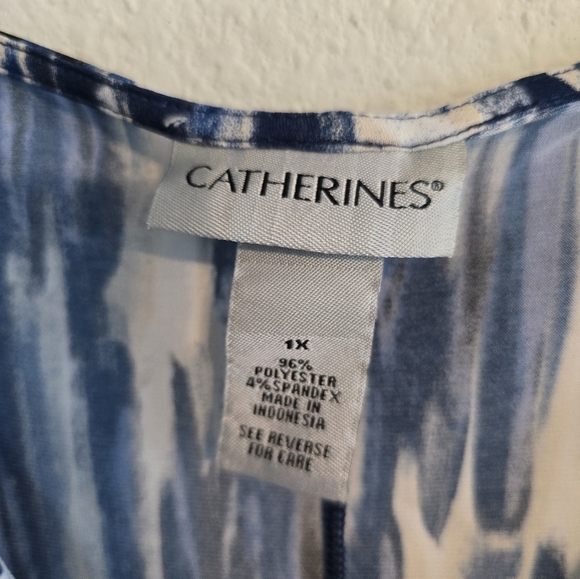 CATHERINES®
1X
96%
POLYESTER
4% SPANDEX
MADE IN
INDONESIA
SEE REVERSE
FOR CARE